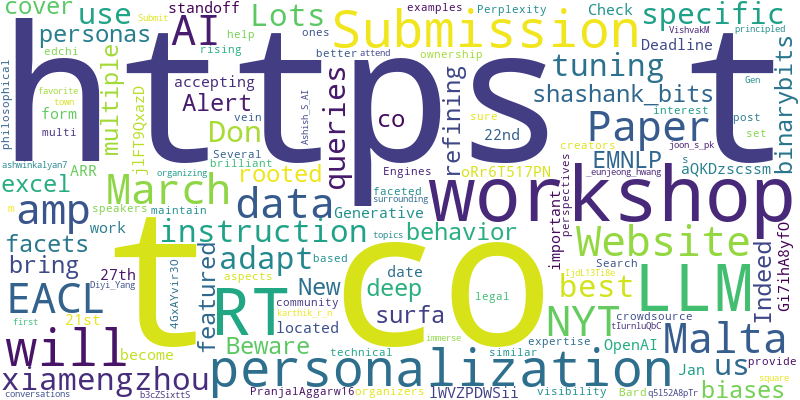 cover use Lots AI standoff examples Perplexity Check specific
philosophical personas help rising ones Submission VishvakM principled
edchi accepting better attend ownership Deadline Gen
https t
favorite town multiple Alert queries co refining tuning binarybits
form vein sure shashank_bits
multi j1FT9QxazD Don 22nd Paper creators interest post set
ARR Several brilliant rooted oRr6T517PN EMNLP joon_s_pk
ashwinkalyan7 organizing Ashish_S_AI Engines _eunjeong_hwang s
excel March data Generative faceted surrounding workshop aQKDzscssm
m amp speakers maintain based topics important perspectives
facets work instruction behavior Website
bring 27th Diyi_Yang 4GxAYvir30 adapt New deep date LLM Indeed Gi7lhA8yfO
EACL 21st t RT aspects community karthik_r_n co surfa legal best Search IjdL13Ti8e
featured located NYT crowdsource tIurnluQbC Malta
will become Beware technical similar immerse expertise OpenAI Jan us provide
first xiamengzhou personalization visibility square
conversations b3cZSixttS PranjalAggarw16 organizers lWVZPDWSii Bard q5152A8pTr biases
Submit